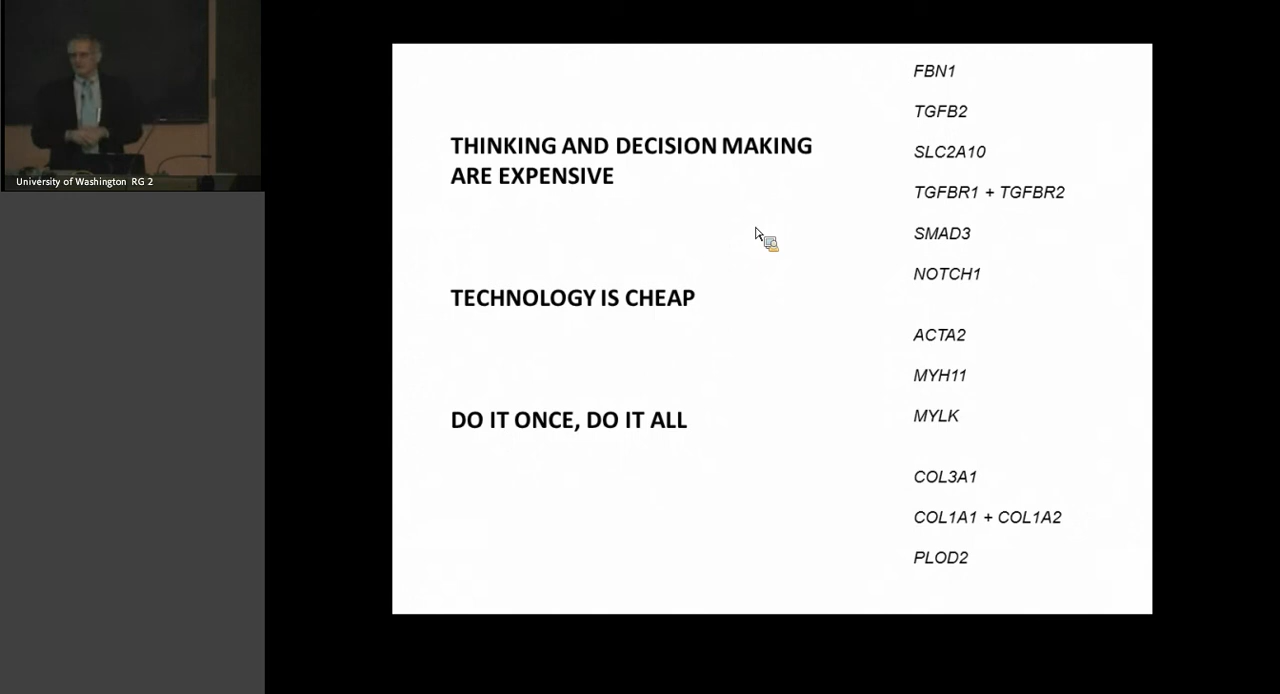 University of Washington RG 2
THINKING AND DECISION MAKING
ARE EXPENSIVE
TECHNOLOGY IS CHEAP
DO IT ONCE, DO IT ALL
FBN1
TGFB2
SLC2A10
TGFBR1 + TGFBR2
SMAD3
NOTCH1
ACTA2
MYH11
MYLK
COL3A1
COL1A1 + COL1A2
PLOD2